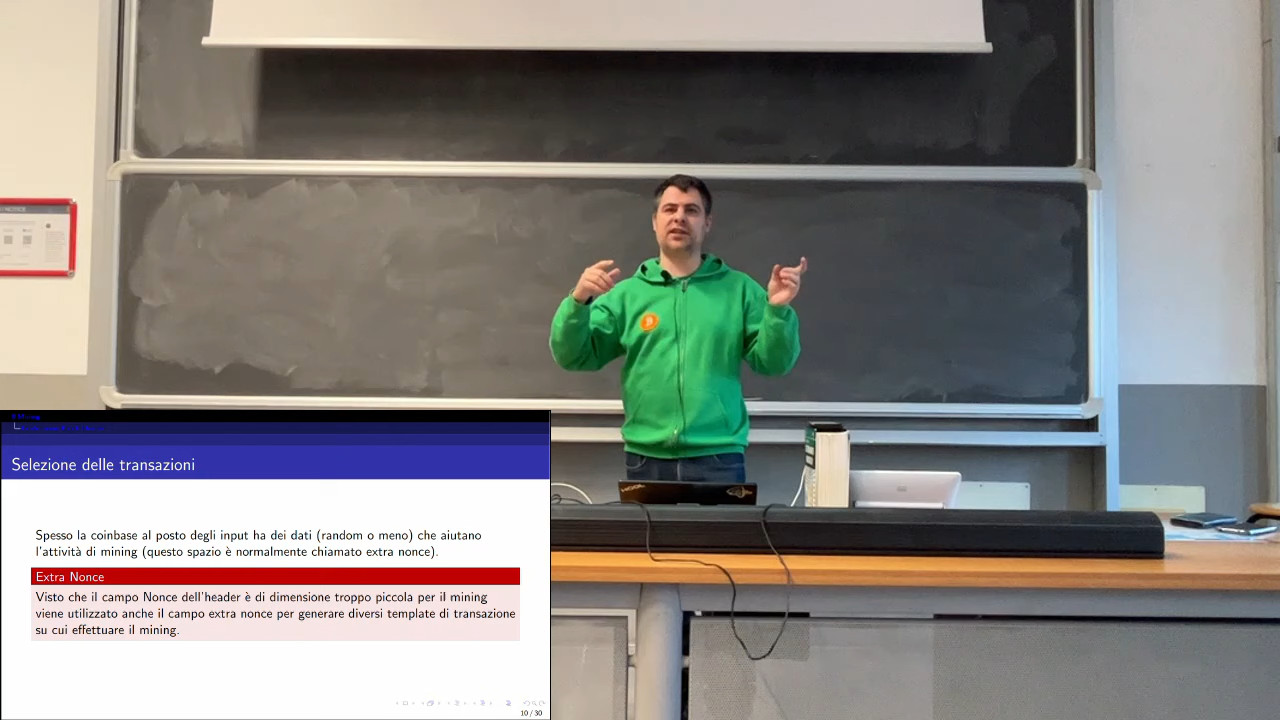 Selezione delle transazioni
Spesso la coinbase al posto degli input ha dei dati (random o meno) che aiutano
l'attività di mining (questo spazio è normalmente chiamato extra nonce).
Extra Nonce
Visto che il campo Nonce dell'header è di dimensione troppo piccola per il mining
viene utilizzato anche il campo extra nonce per generare diversi template di transazione
su cui effettuare il mining.
10 / 30